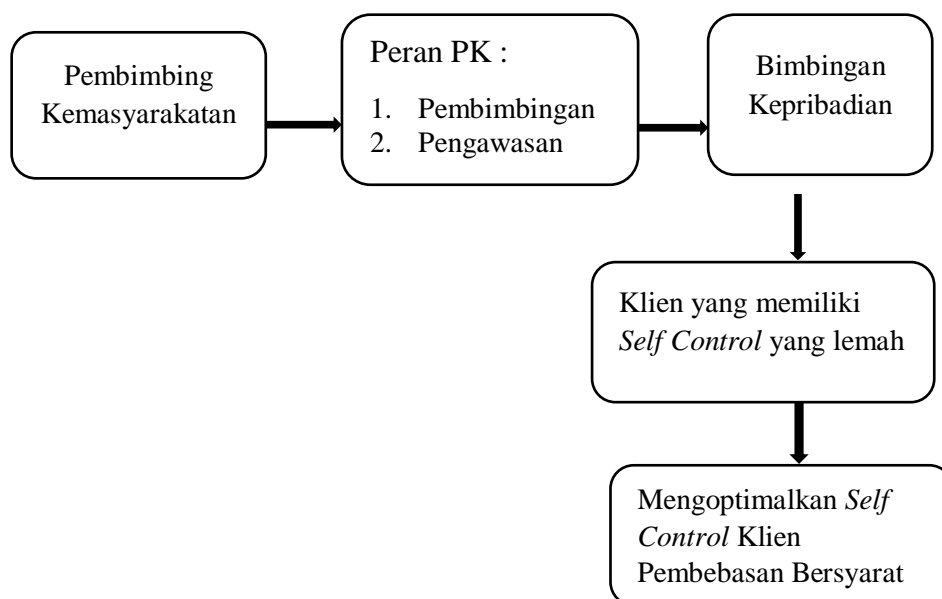 Pembimbing
Kemasyarakatan
Peran PK :
1. Pembimbingan
2. Pengawasan
Bimbingan
Kepribadian
Klien yang memiliki
Self Control yang lemah
Mengoptimalkan Self
Control Klien
Pembebasan Bersyarat